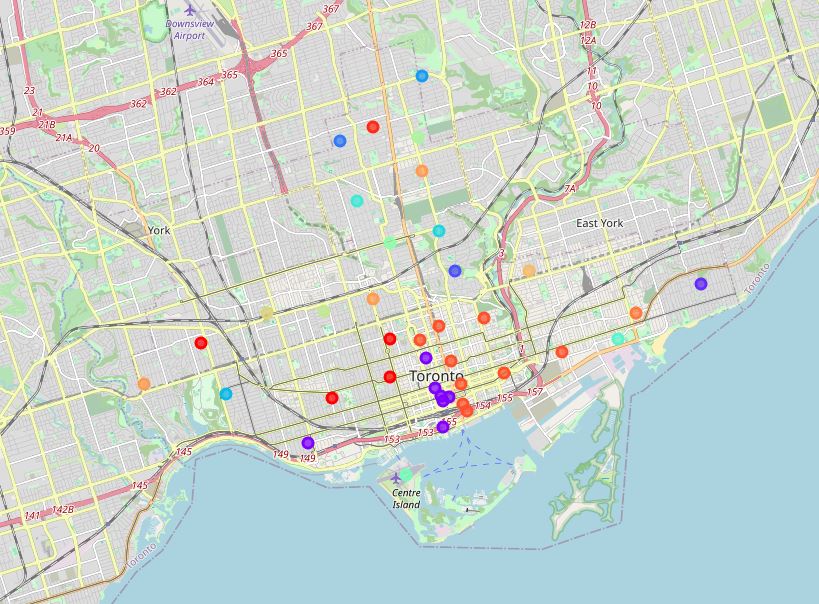 367
367
12B
12A
Downsview
Airport
365
365
364
11
23
362
10
362
10
21
21B
359
21A
20
7A
York
East York
3
Toronto
Toronto
157
155
154
155
153
153
145
149
149
145
Centre
Island
142B
141
Toronto